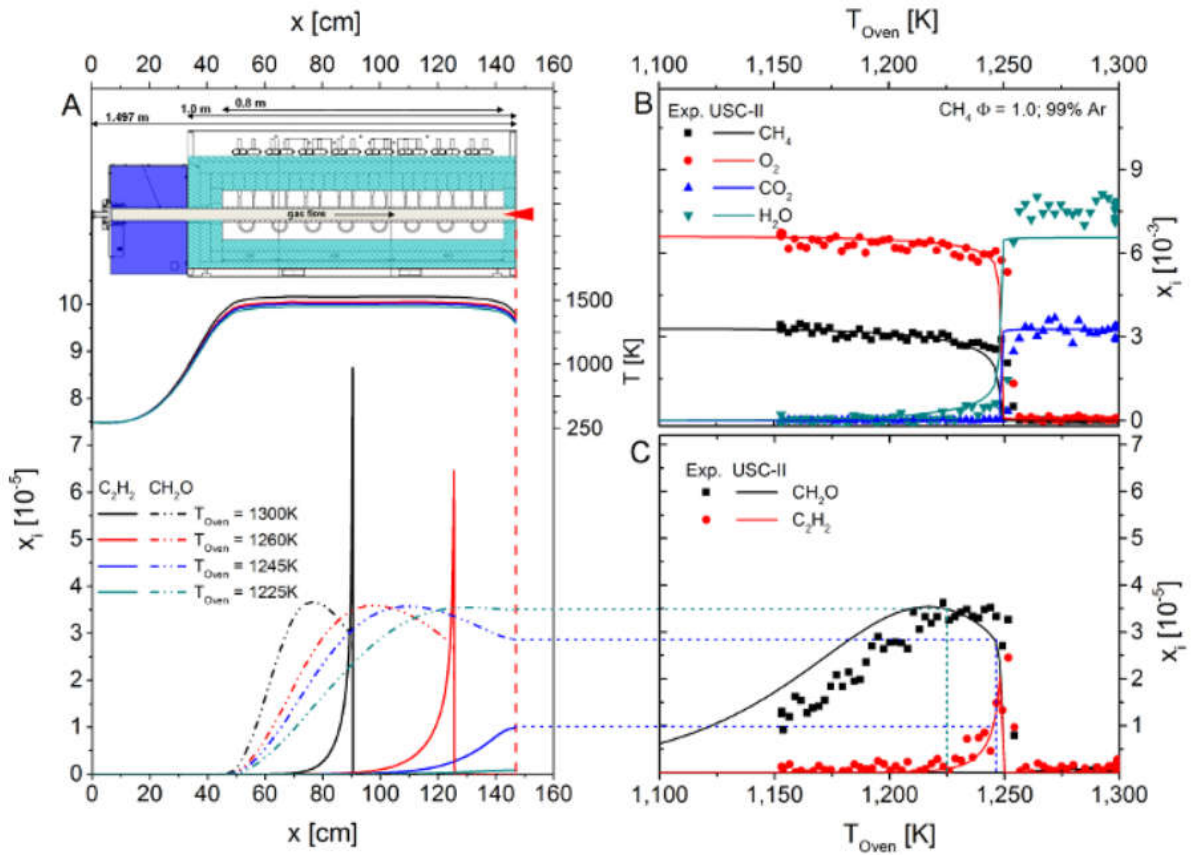 x [cm]
0 20 40 60 80 100 120 140 160
A
0.8 m
1.0 m
1.497 m
gas flow
10
9
8
7
6
5
4
3
2
1
0
x_i [10^-5]
1500
1000
250
T [K]
C₂H₂ CH₂O
T_Oven = 1300K
T_Oven = 1260K
T_Oven = 1245K
T_Oven = 1225K
0 20 40 60 80 100 120 140 160
x [cm]
T_Oven [K]
1,100 1,150 1,200 1,250 1,300
B
Exp. USC-II
CH₄
O₂
CO₂
H₂O
CH₄ Φ = 1.0; 99% Ar
9
6
3
0
x_i [10^-3]
C
Exp. USC-II
CH₂O
C₂H₂
7
6
5
4
3
2
1
0
x_i [10^-5]
1,100 1,150 1,200 1,250 1,300
T_Oven [K]